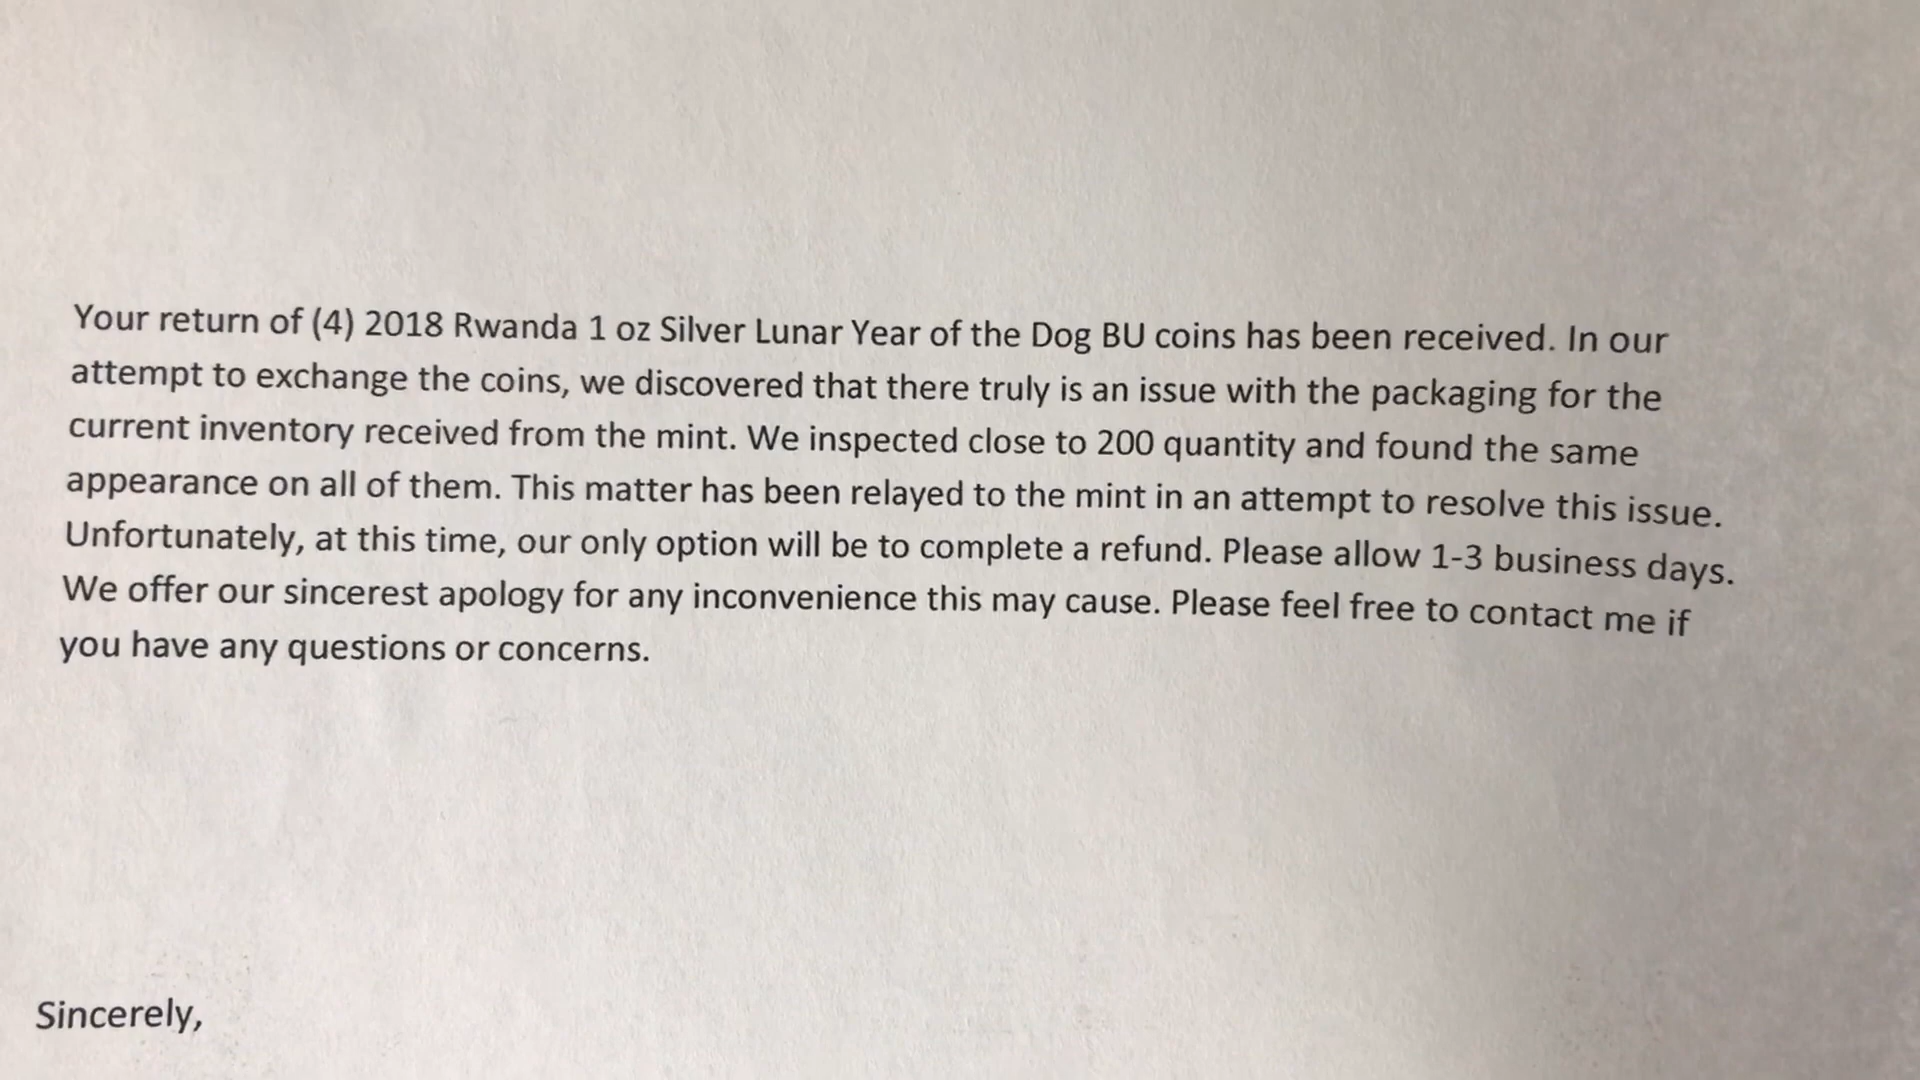 Your return of (4) 2018 Rwanda 1 oz Silver Lunar Year of the Dog BU coins has been received. In our
attempt to exchange the coins, we discovered that there truly is an issue with the packaging for the
current inventory received from the mint. We inspected close to 200 quantity and found the same
appearance on all of them. This matter has been relayed to the mint in an attempt to resolve this issue.
Unfortunately, at this time, our only option will be to complete a refund. Please allow 1-3 business days.
We offer our sincerest apology for any inconvenience this may cause. Please feel free to contact me if
you have any questions or concerns.
Sincerely,